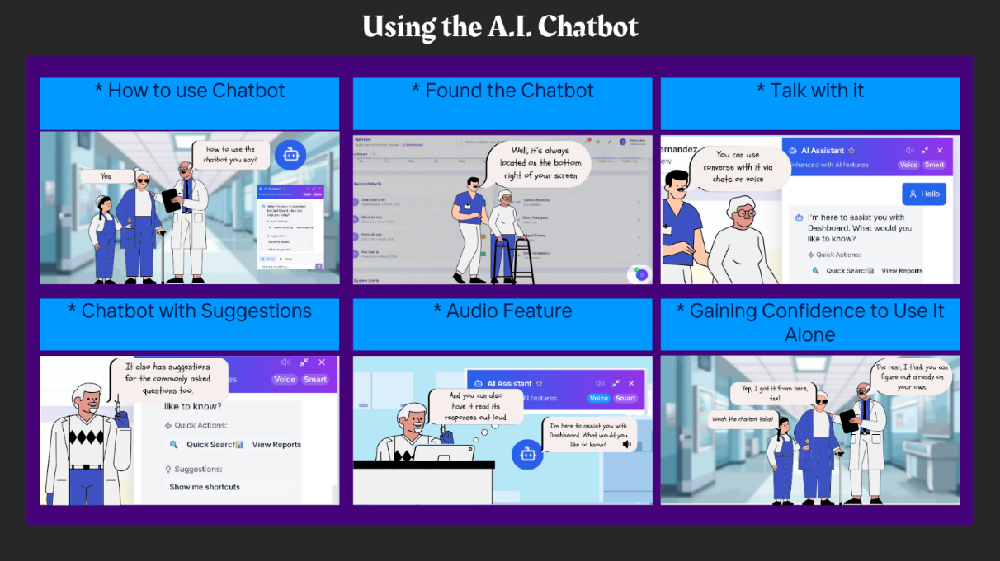 Using the A.I. Chatbot
* How to use Chatbot
* Found the Chatbot
* Talk with it
How to use the
chatbot you say?
Yes
AI Assistant
WAHAH
Recent Patients
System Alerts
Well, it's always
located on the bottom
right of your screen
You can use
converse with it via
chats or voice
ernandez
AI Assistant
nhanced with AI features
Voice
Smart
Hello
I'm here to assist you with
Dashboard. What would you
like to know?
Quick Actions:
Quick Search
View Reports
* Chatbot with Suggestions
* Audio Feature
* Gaining Confidence to Use It
Alone
It also has suggestions
for the commonly asked
questions too.
es
Voice
Smart
like to know?
Quick Actions:
Quick Search
View Reports
Suggestions:
Show me shortcuts
And you can also
have it read its
responses out loud.
AI Assistant
AI features
Voice
Smart
I'm here to assist you with
Dashboard. What would you
like to know?
The rest, I think you can
figure out already on
your own.
Yep, I got it from here,
tnx!
Woah the chatbot talks!